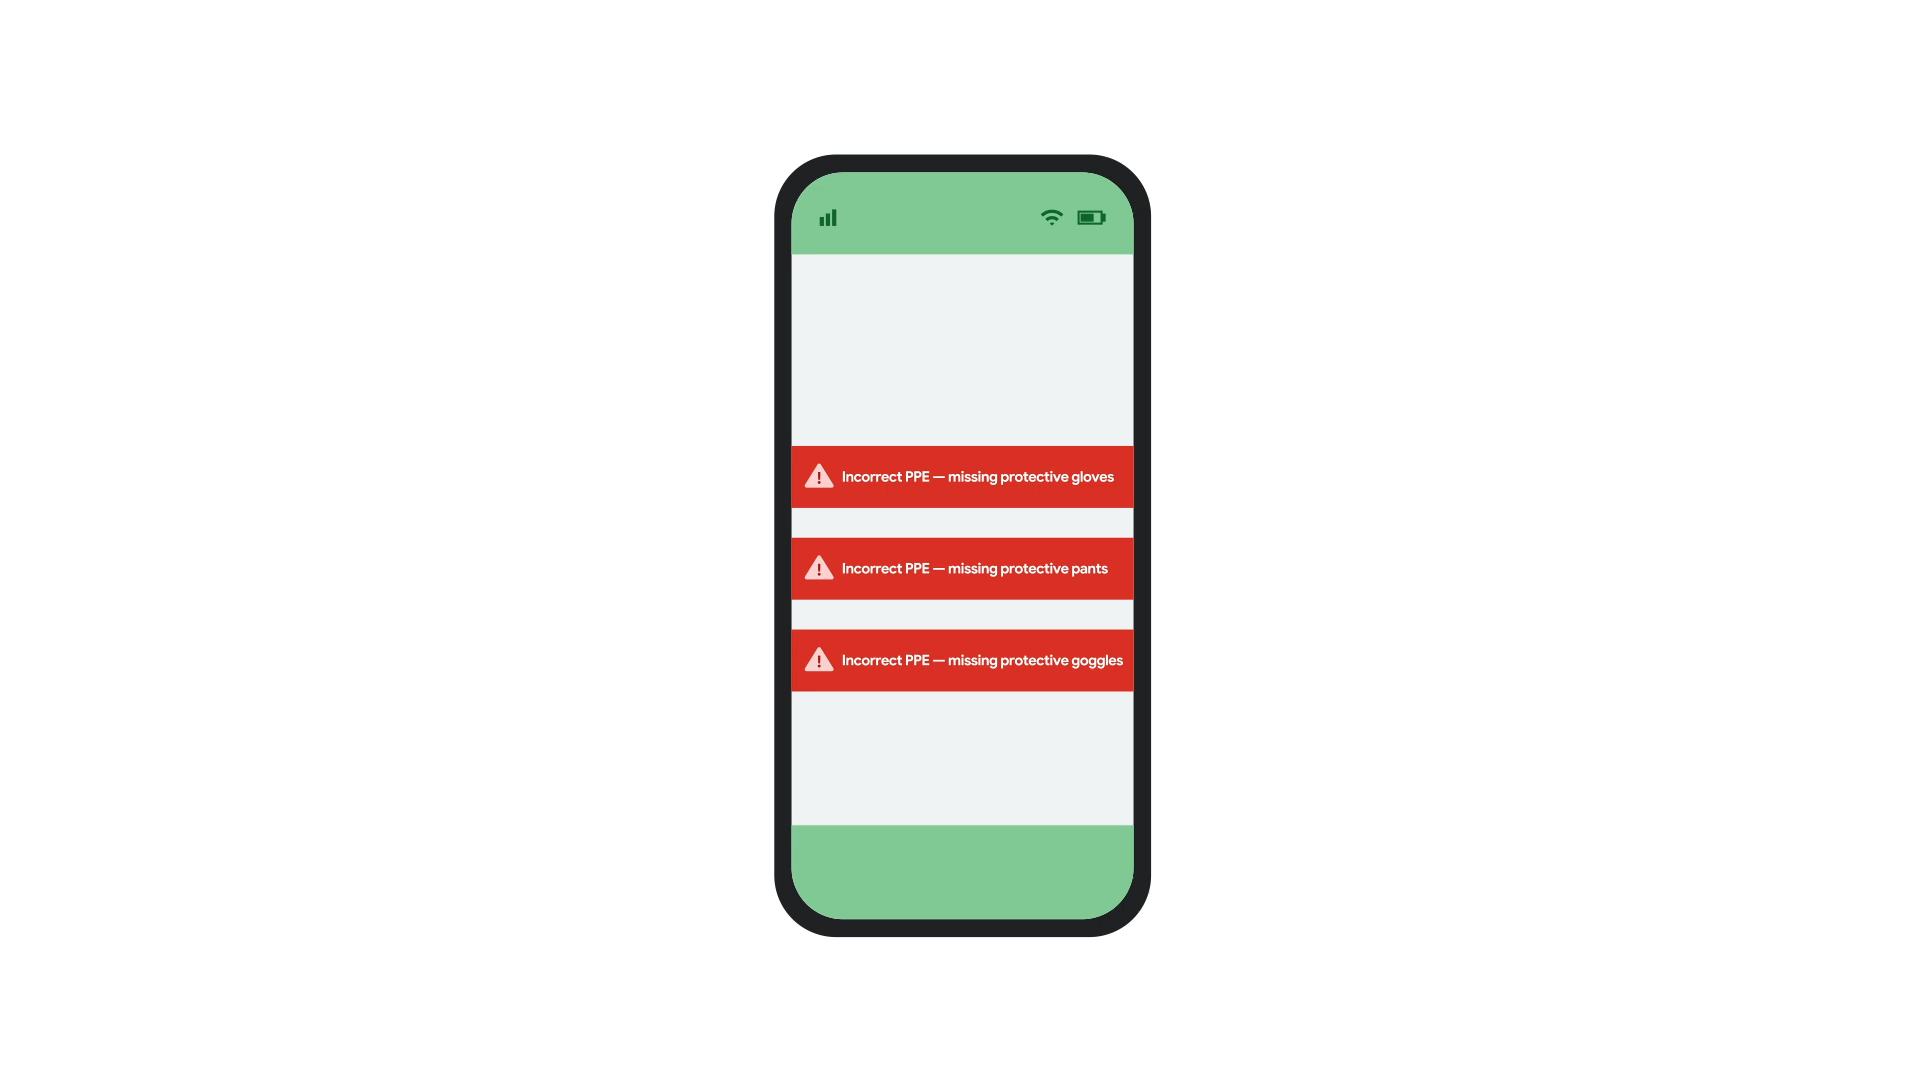 Incorrect PPE — missing protective gloves
Incorrect PPE — missing protective pants
Incorrect PPE — missing protective goggles